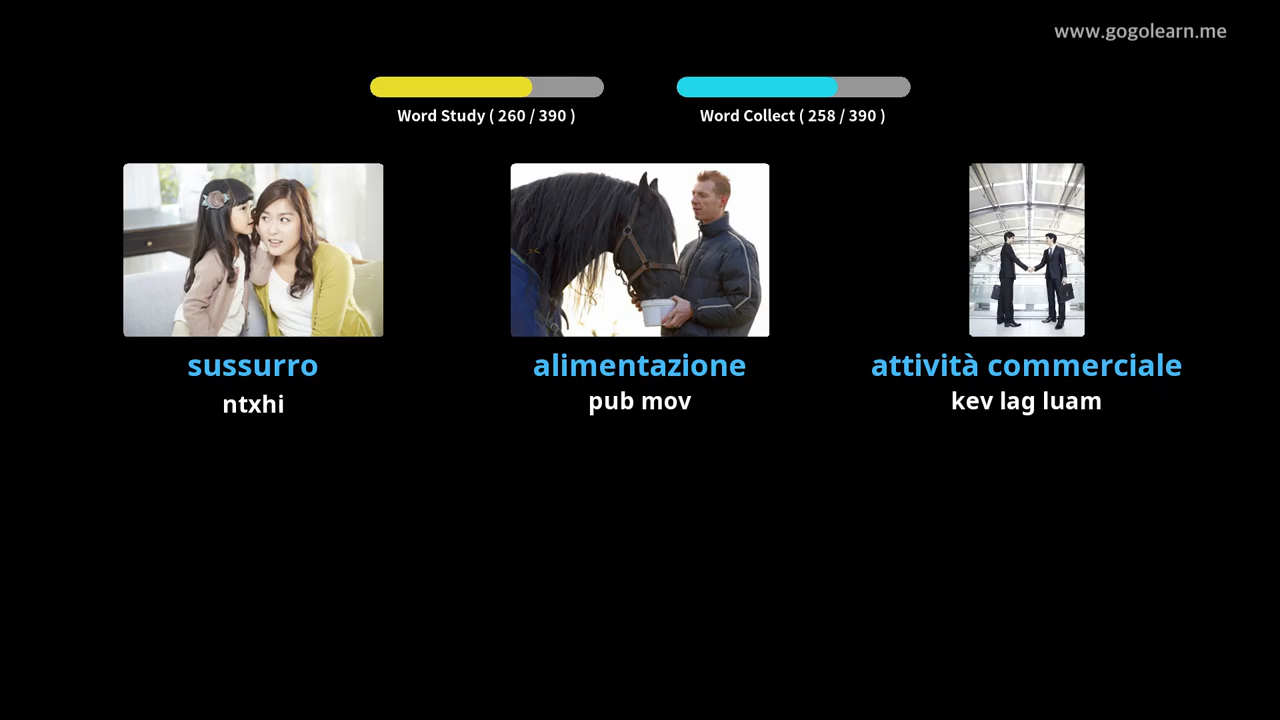 www.gogolearn.me
Word Study ( 260 / 390 )
Word Collect ( 258 / 390 )
sussurro
ntxhi
alimentazione
pub mov
attività commerciale
kev lag luam